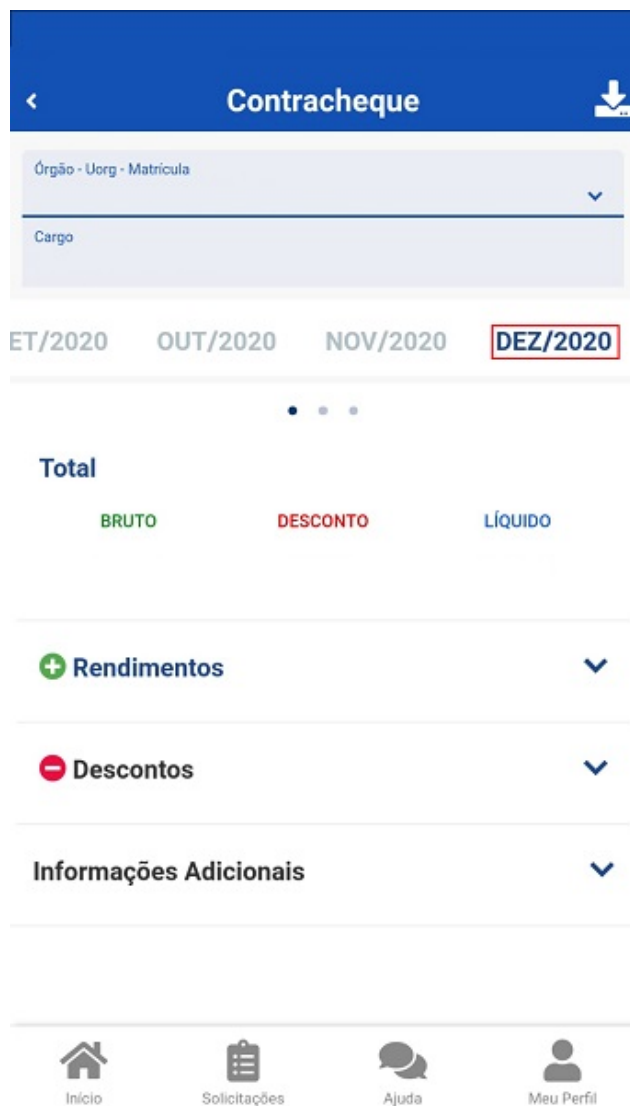 Contracheque
Órgão - Uorg - Matrícula
Cargo
ET/2020 OUT/2020 NOV/2020 DEZ/2020
Total
BRUTO DESCONTO LÍQUIDO
Rendimentos
Descontos
Informações Adicionais
Início Solicitações Ajuda Meu Perfil